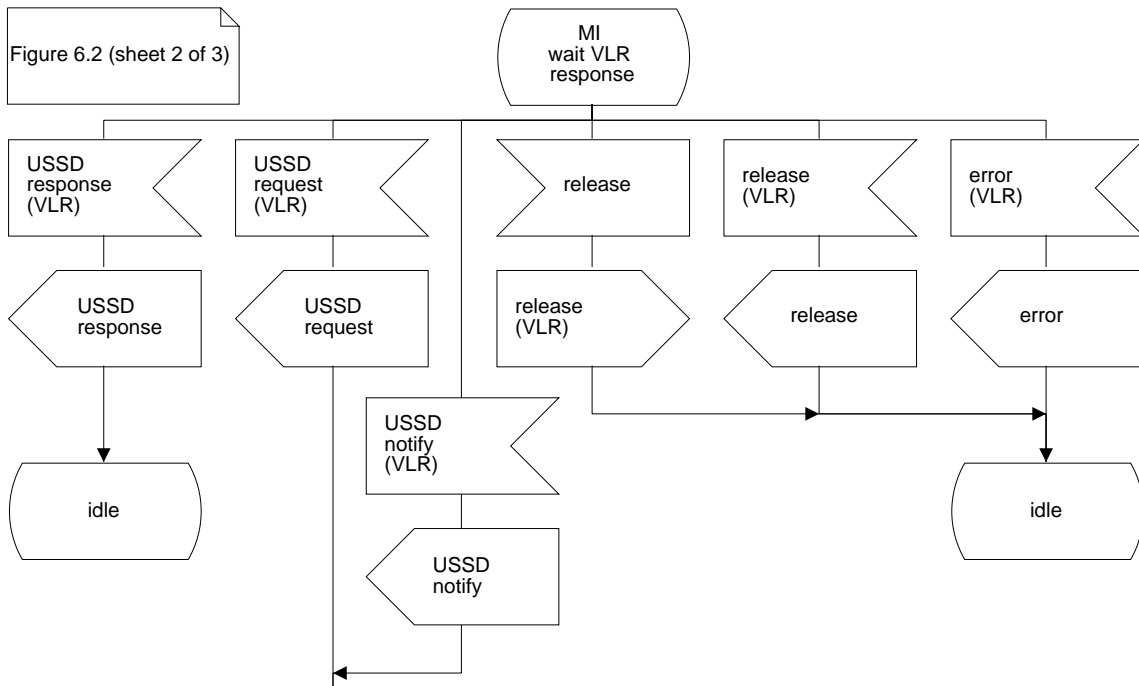 Figure 6.2 (sheet 2 of 3)
MI
wait VLR
response
USSD
response
(VLR)
USSD
request
(VLR)
release
release
(VLR)
error
(VLR)
USSD
response
USSD
request
release
(VLR)
release
error
USSD
notify
(VLR)
idle
idle
USSD
notify